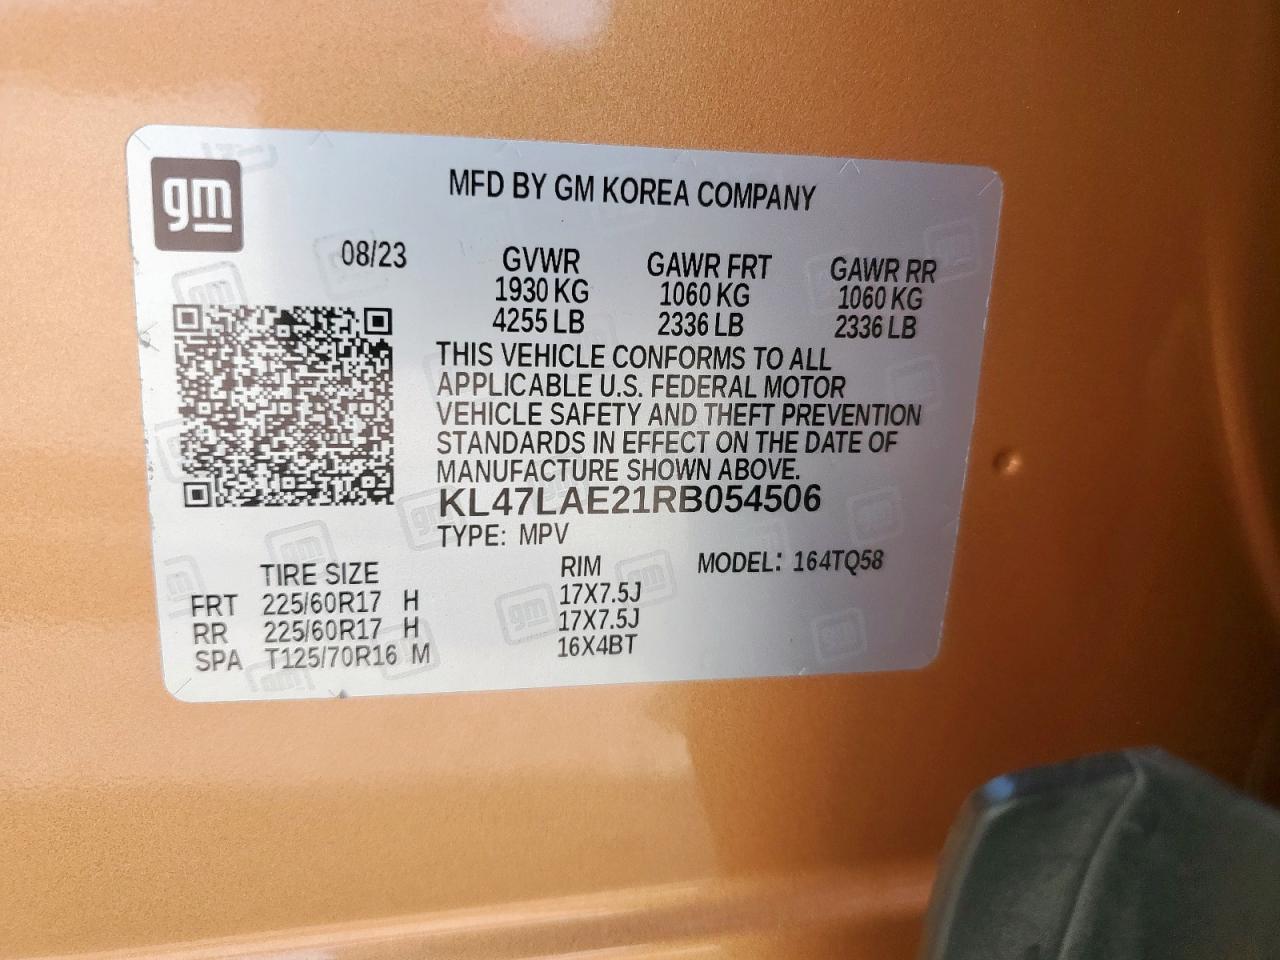 gm
MFD BY GM KOREA COMPANY
08/23 GVWR GAWR FRT GAWR RR
1930 KG 1060 KG 1060 KG
4255 LB 2336 LB 2336 LB
THIS VEHICLE CONFORMS TO ALL
APPLICABLE U.S. FEDERAL MOTOR
VEHICLE SAFETY AND THEFT PREVENTION
STANDARDS IN EFFECT ON THE DATE OF
MANUFACTURE SHOWN ABOVE.
KL47LAE21RB054506
TYPE: MPV
TIRE SIZE RIM MODEL: 164TQ58
FRT 225/60R17 H 17X7.5J
RR 225/60R17 H 17X7.5J
SPA T125/70R16 M 16X4BT